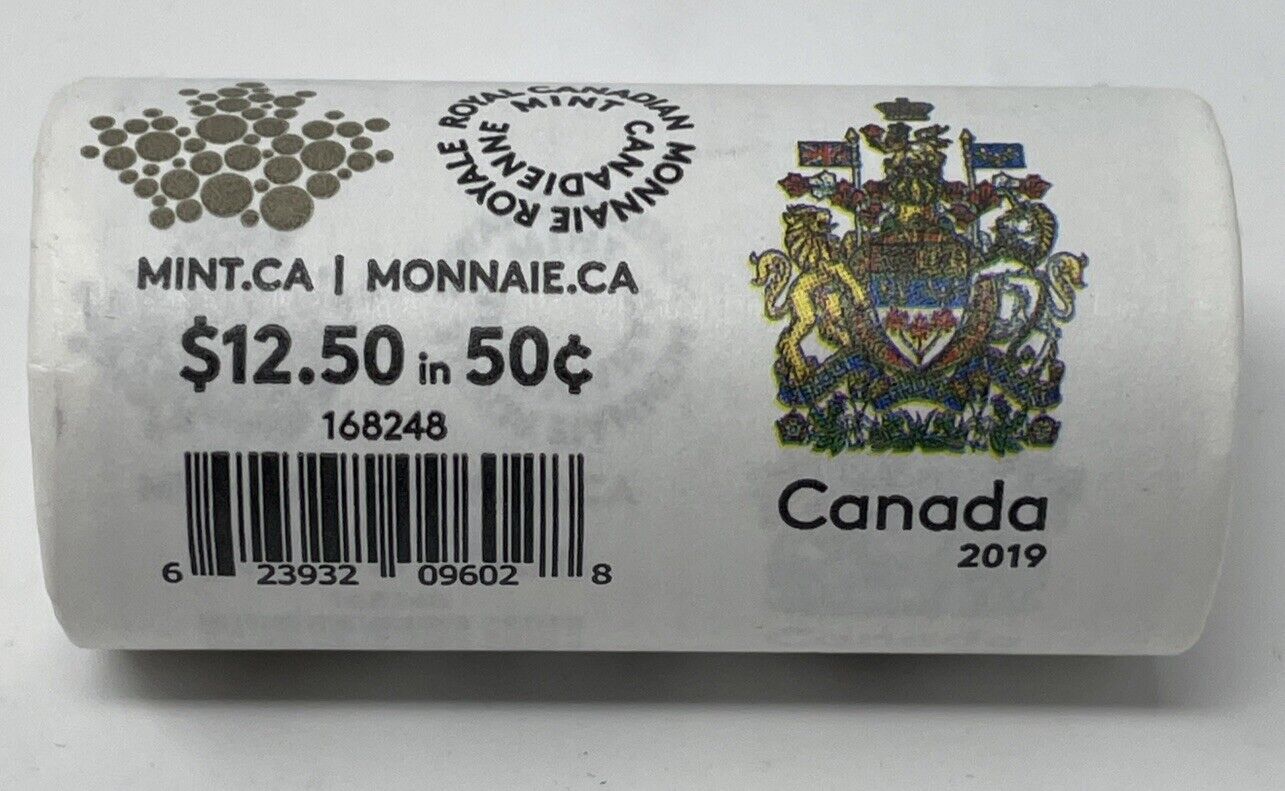 ROYAL CANADIAN MINT
MONNAIE ROYALE CANADIENNE
MINT.CA | MONNAIE.CA
$12.50 in 50¢
168248
6 23932 09602 8
Canada
2019